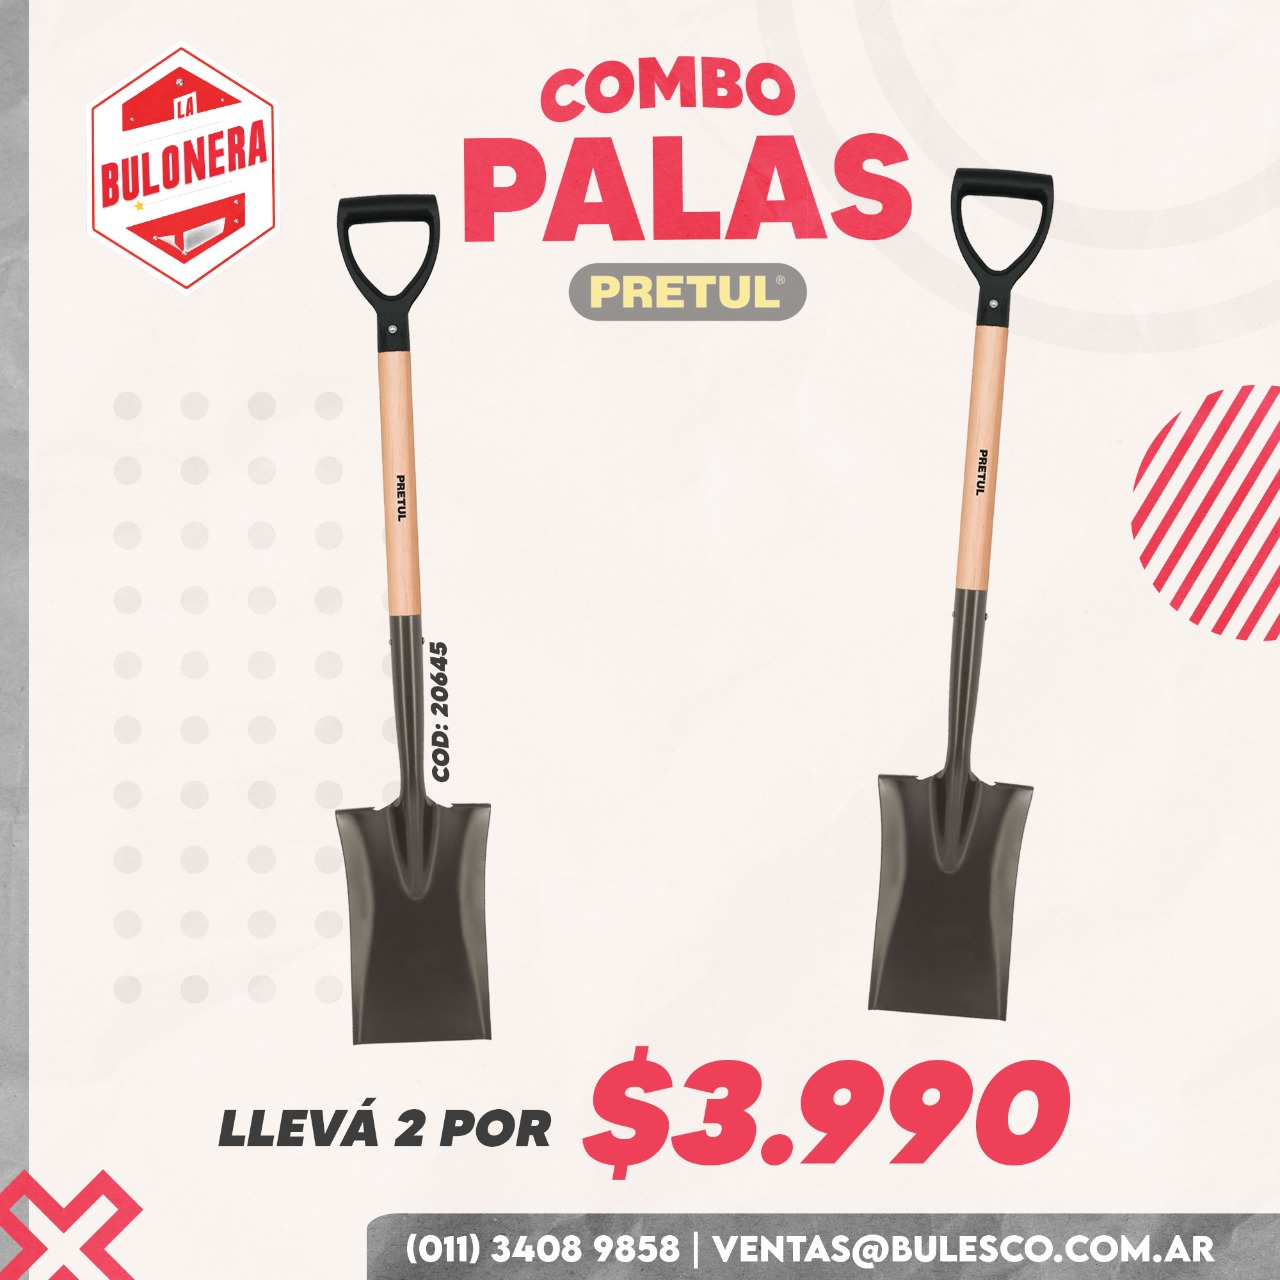 LA
BULONERA
COMBO
PALAS
PRETUL®
PRETUL
PRETUL
COD: 20645
LLEVÁ 2 POR $3.990
(011) 3408 9858 | VENTAS@BULESCO.COM.AR